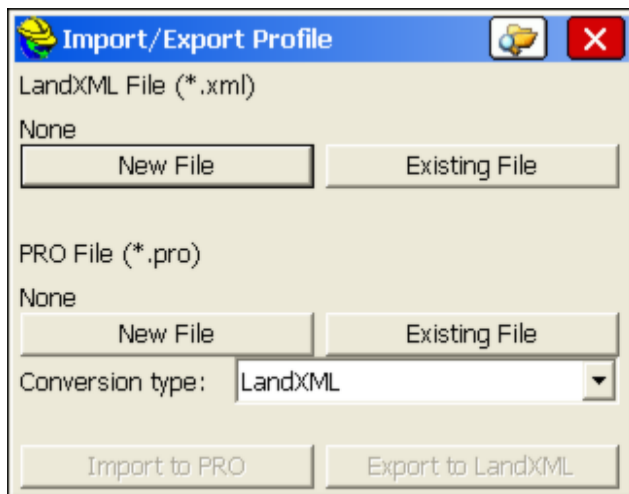 Import/Export Profile
LandXML File (*.xml)
None
New File Existing File
PRO File (*.pro)
None
New File Existing File
Conversion type: LandXML
Import to PRO Export to LandXML